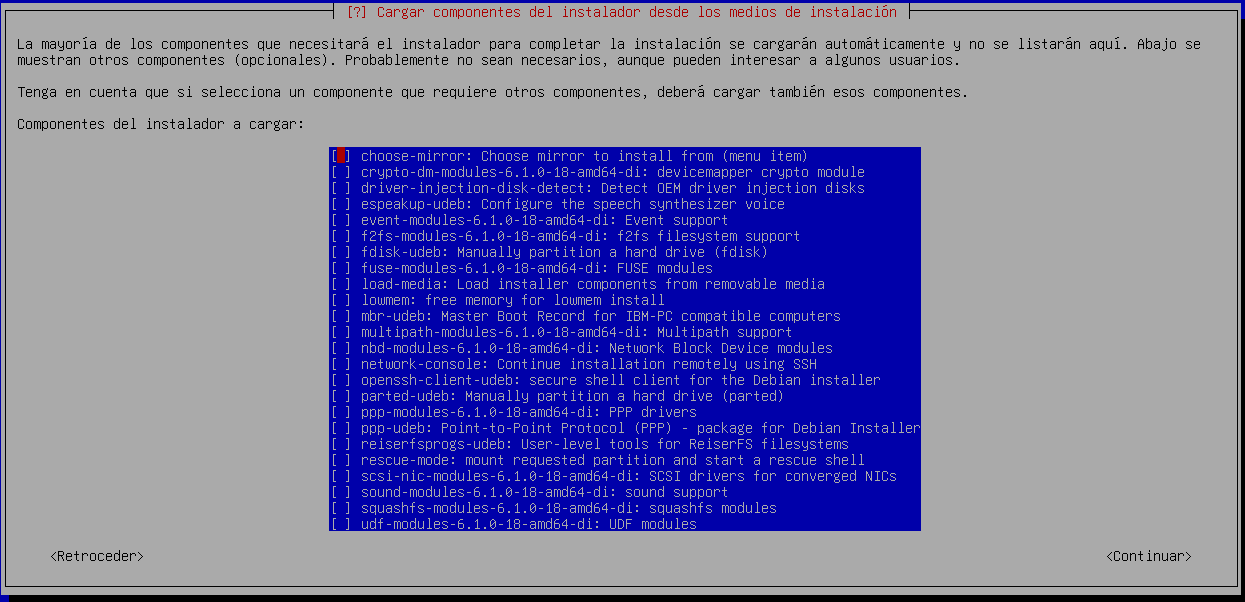 [?] Cargar componentes del instalador desde los medios de instalación
La mayoría de los componentes que necesitará el instalador para completar la instalación se cargarán automáticamente y no se listarán aquí. Abajo se
muestran otros componentes (opcionales). Probablemente no sean necesarios, aunque pueden interesar a algunos usuarios.
Tenga en cuenta que si selecciona un componente que requiere otros componentes, deberá cargar también esos componentes.
Componentes del instalador a cargar:
[ ] choose-mirror: Choose mirror to install from (menu item)
[ ] crypto-dm-modules-6.1.0-18-amd64-di: devicemapper crypto module
[ ] driver-injection-disk-detect: Detect OEM driver injection disks
[ ] espeakup-udeb: Configure the speech synthesizer voice
[ ] event-modules-6.1.0-18-amd64-di: Event support
[ ] f2fs-modules-6.1.0-18-amd64-di: f2fs filesystem support
[ ] fdisk-udeb: Manually partition a hard drive (fdisk)
[ ] fuse-modules-6.1.0-18-amd64-di: FUSE modules
[ ] load-media: Load installer components from removable media
[ ] lowmem: free memory for lowmem install
[ ] mbr-udeb: Master Boot Record for IBM-PC compatible computers
[ ] multipath-modules-6.1.0-18-amd64-di: Multipath support
[ ] nbd-modules-6.1.0-18-amd64-di: Network Block Device modules
[ ] network-console: Continue installation remotely using SSH
[ ] openssh-client-udeb: secure shell client for the Debian installer
[ ] parted-udeb: Manually partition a hard drive (parted)
[ ] ppp-modules-6.1.0-18-amd64-di: PPP drivers
[ ] ppp-udeb: Point-to-Point Protocol (PPP) - package for Debian Installer
[ ] reiserfsprogs-udeb: User-level tools for ReiserFS filesystems
[ ] rescue-mode: mount requested partition and start a rescue shell
[ ] scsi-nic-modules-6.1.0-18-amd64-di: SCSI drivers for converged NICs
[ ] sound-modules-6.1.0-18-amd64-di: sound support
[ ] squashfs-modules-6.1.0-18-amd64-di: squashfs modules
[ ] udf-modules-6.1.0-18-amd64-di: UDF modules
<Retroceder> <Continuar>